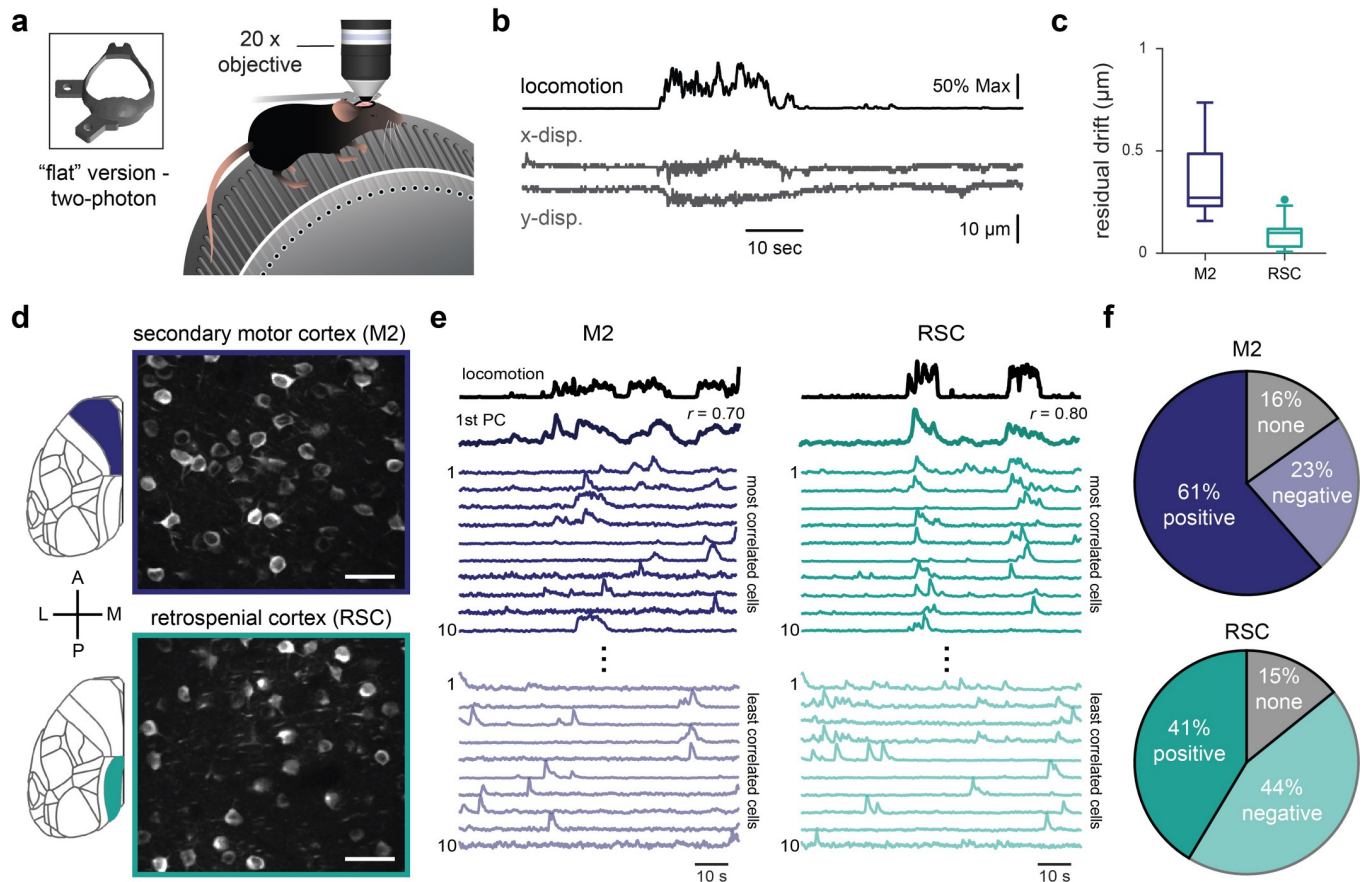 a
20 x
objective
"flat" version -
two-photon
b
locomotion
50% Max
x-disp.
y-disp.
10 µm
10 sec
c
residual drift (µm)
1
0.5
0
M2
RSC
d
secondary motor cortex (M2)
A
L
M
P
retrospenial cortex (RSC)
e
M2
locomotion
1st PC
r = 0.70
1
most correlated cells
10
1
least correlated cells
10
10 s
RSC
r = 0.80
1
most correlated cells
10
1
least correlated cells
10
10 s
f
M2
16%
none
23%
negative
61%
positive
RSC
15%
none
41%
positive
44%
negative